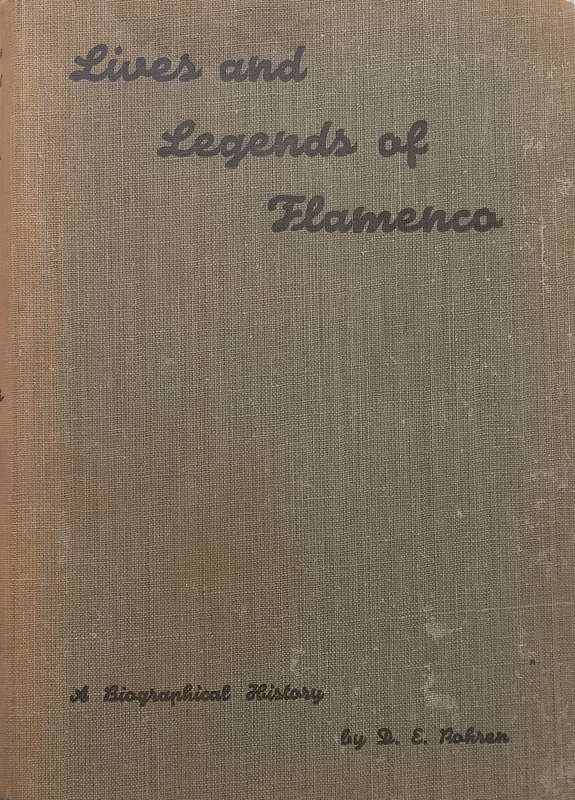 Lives and
Legends of
Flamenco
A Biographical History
by D. E. Pohren